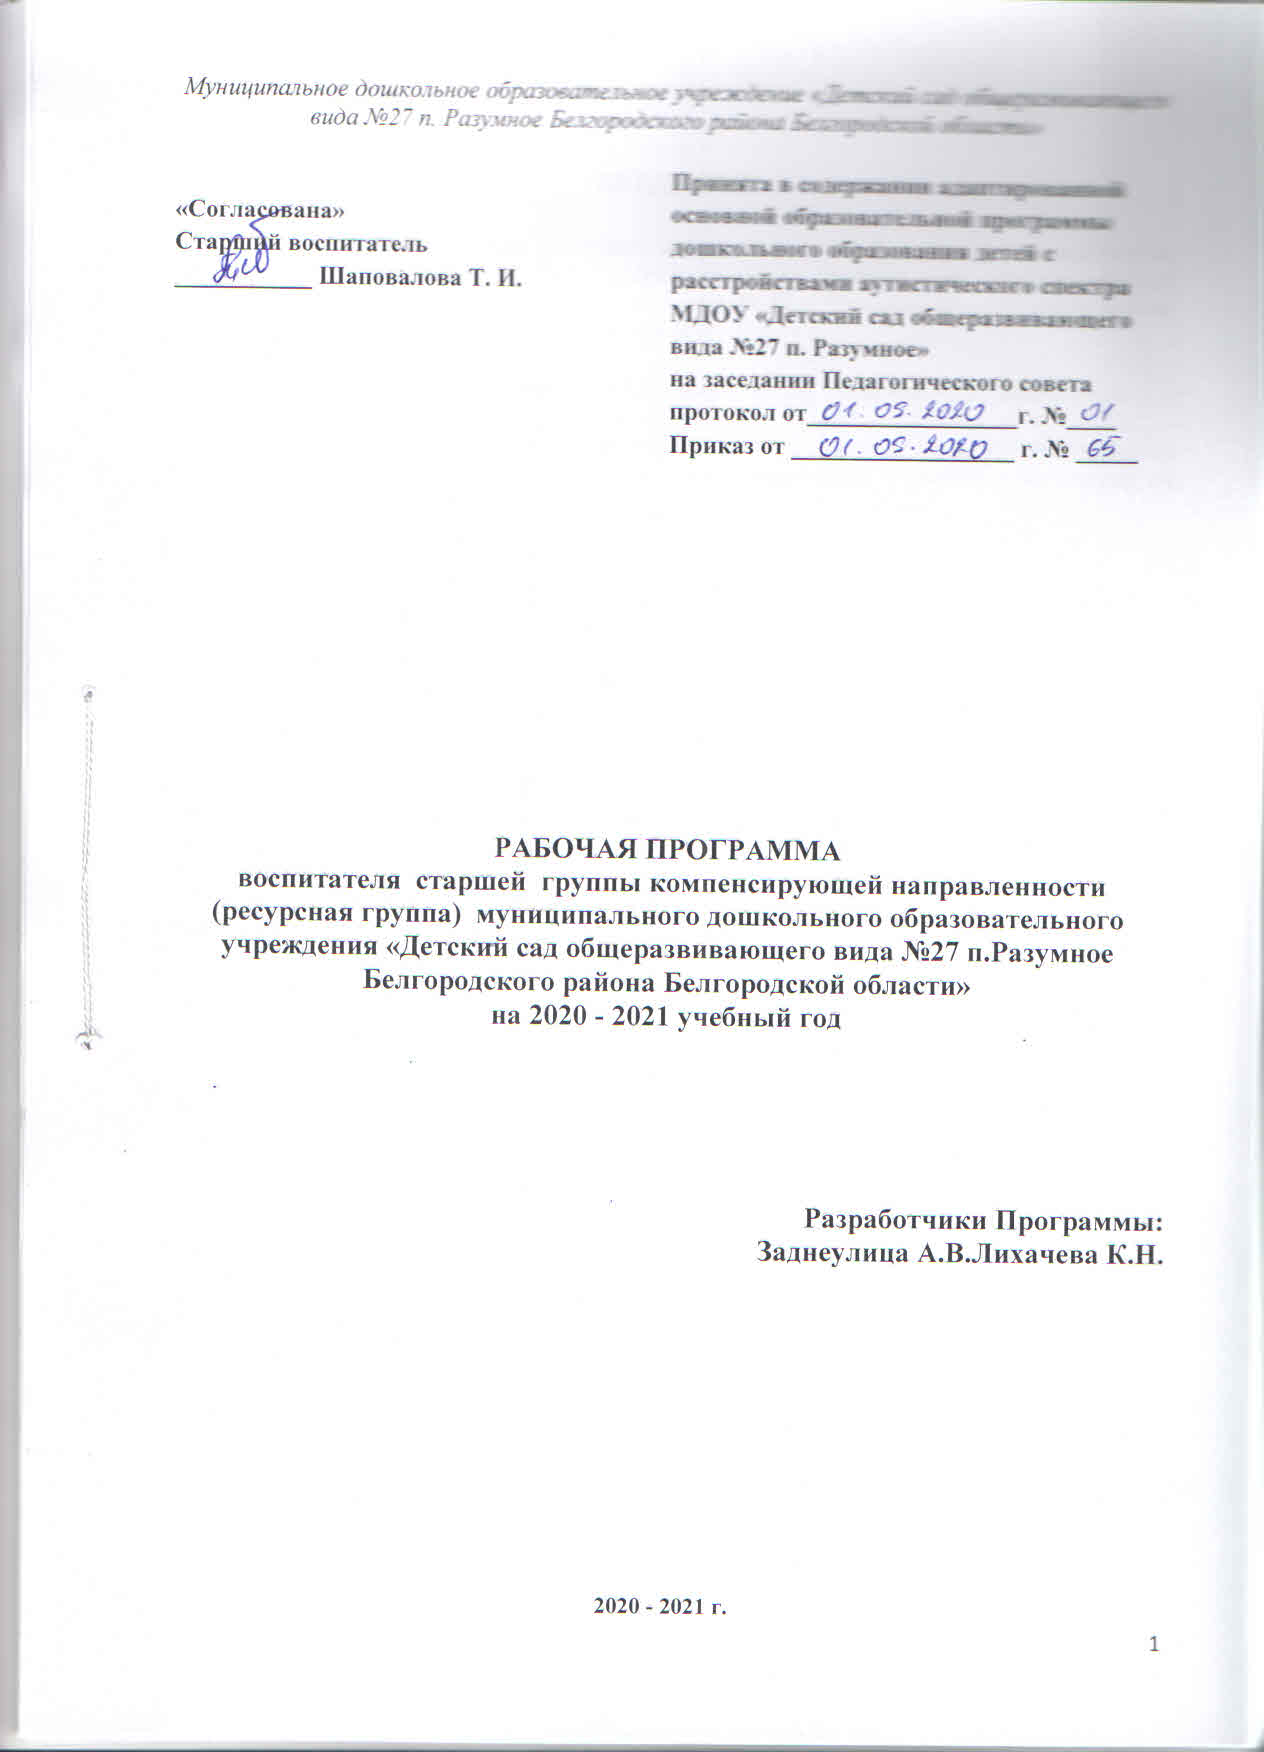 Муниципальное дошкольное образовательное учреждение «Детский сад общеразвивающего
вида №27 п. Разумное Белгородского района Белгородской области»
«Согласована»
Старший воспитатель
____________ Шаповалова Т. И.
Принята в содержании адаптированной
основной образовательной программы
дошкольного образования детей с
расстройствами аутистического спектра
МДОУ «Детский сад общеразвивающего
вида №27 п. Разумное»
на заседании Педагогического совета
протокол от 01.09.2020 г. № 01
Приказ от 01.09.2020 г. № 65
РАБОЧАЯ ПРОГРАММА
воспитателя старшей группы компенсирующей направленности
(ресурсная группа) муниципального дошкольного образовательного
учреждения «Детский сад общеразвивающего вида №27 п.Разумное
Белгородского района Белгородской области»
на 2020 - 2021 учебный год
Разработчики Программы:
Заднеулица А.В.Лихачева К.Н.
2020 - 2021 г.
1